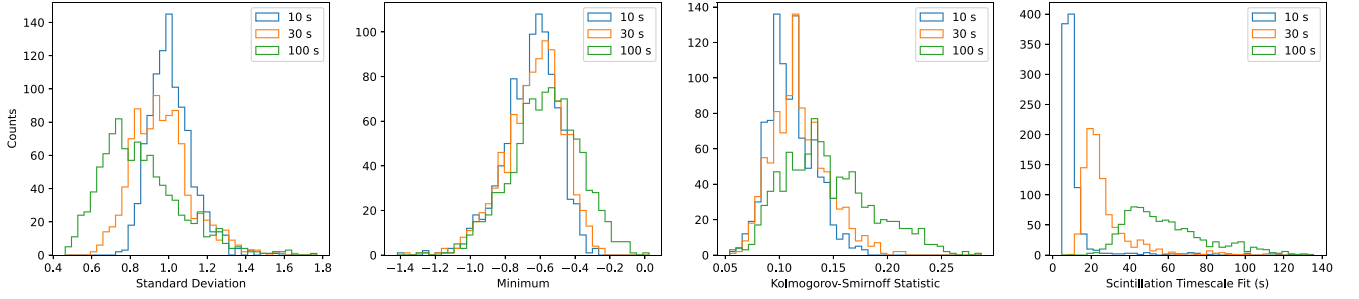 140
120
100
80
60
40
20
0
Counts
10 s
30 s
100 s
0.4 0.6 0.8 1.0 1.2 1.4 1.6 1.8
Standard Deviation
100
80
60
40
20
0
10 s
30 s
100 s
−1.4 −1.2 −1.0 −0.8 −0.6 −0.4 −0.2 0.0
Minimum
140
120
100
80
60
40
20
0
10 s
30 s
100 s
0.05 0.10 0.15 0.20 0.25
Kolmogorov-Smirnoff Statistic
400
350
300
250
200
150
100
50
0
10 s
30 s
100 s
20 40 60 80 100 120 140
Scintillation Timescale Fit (s)